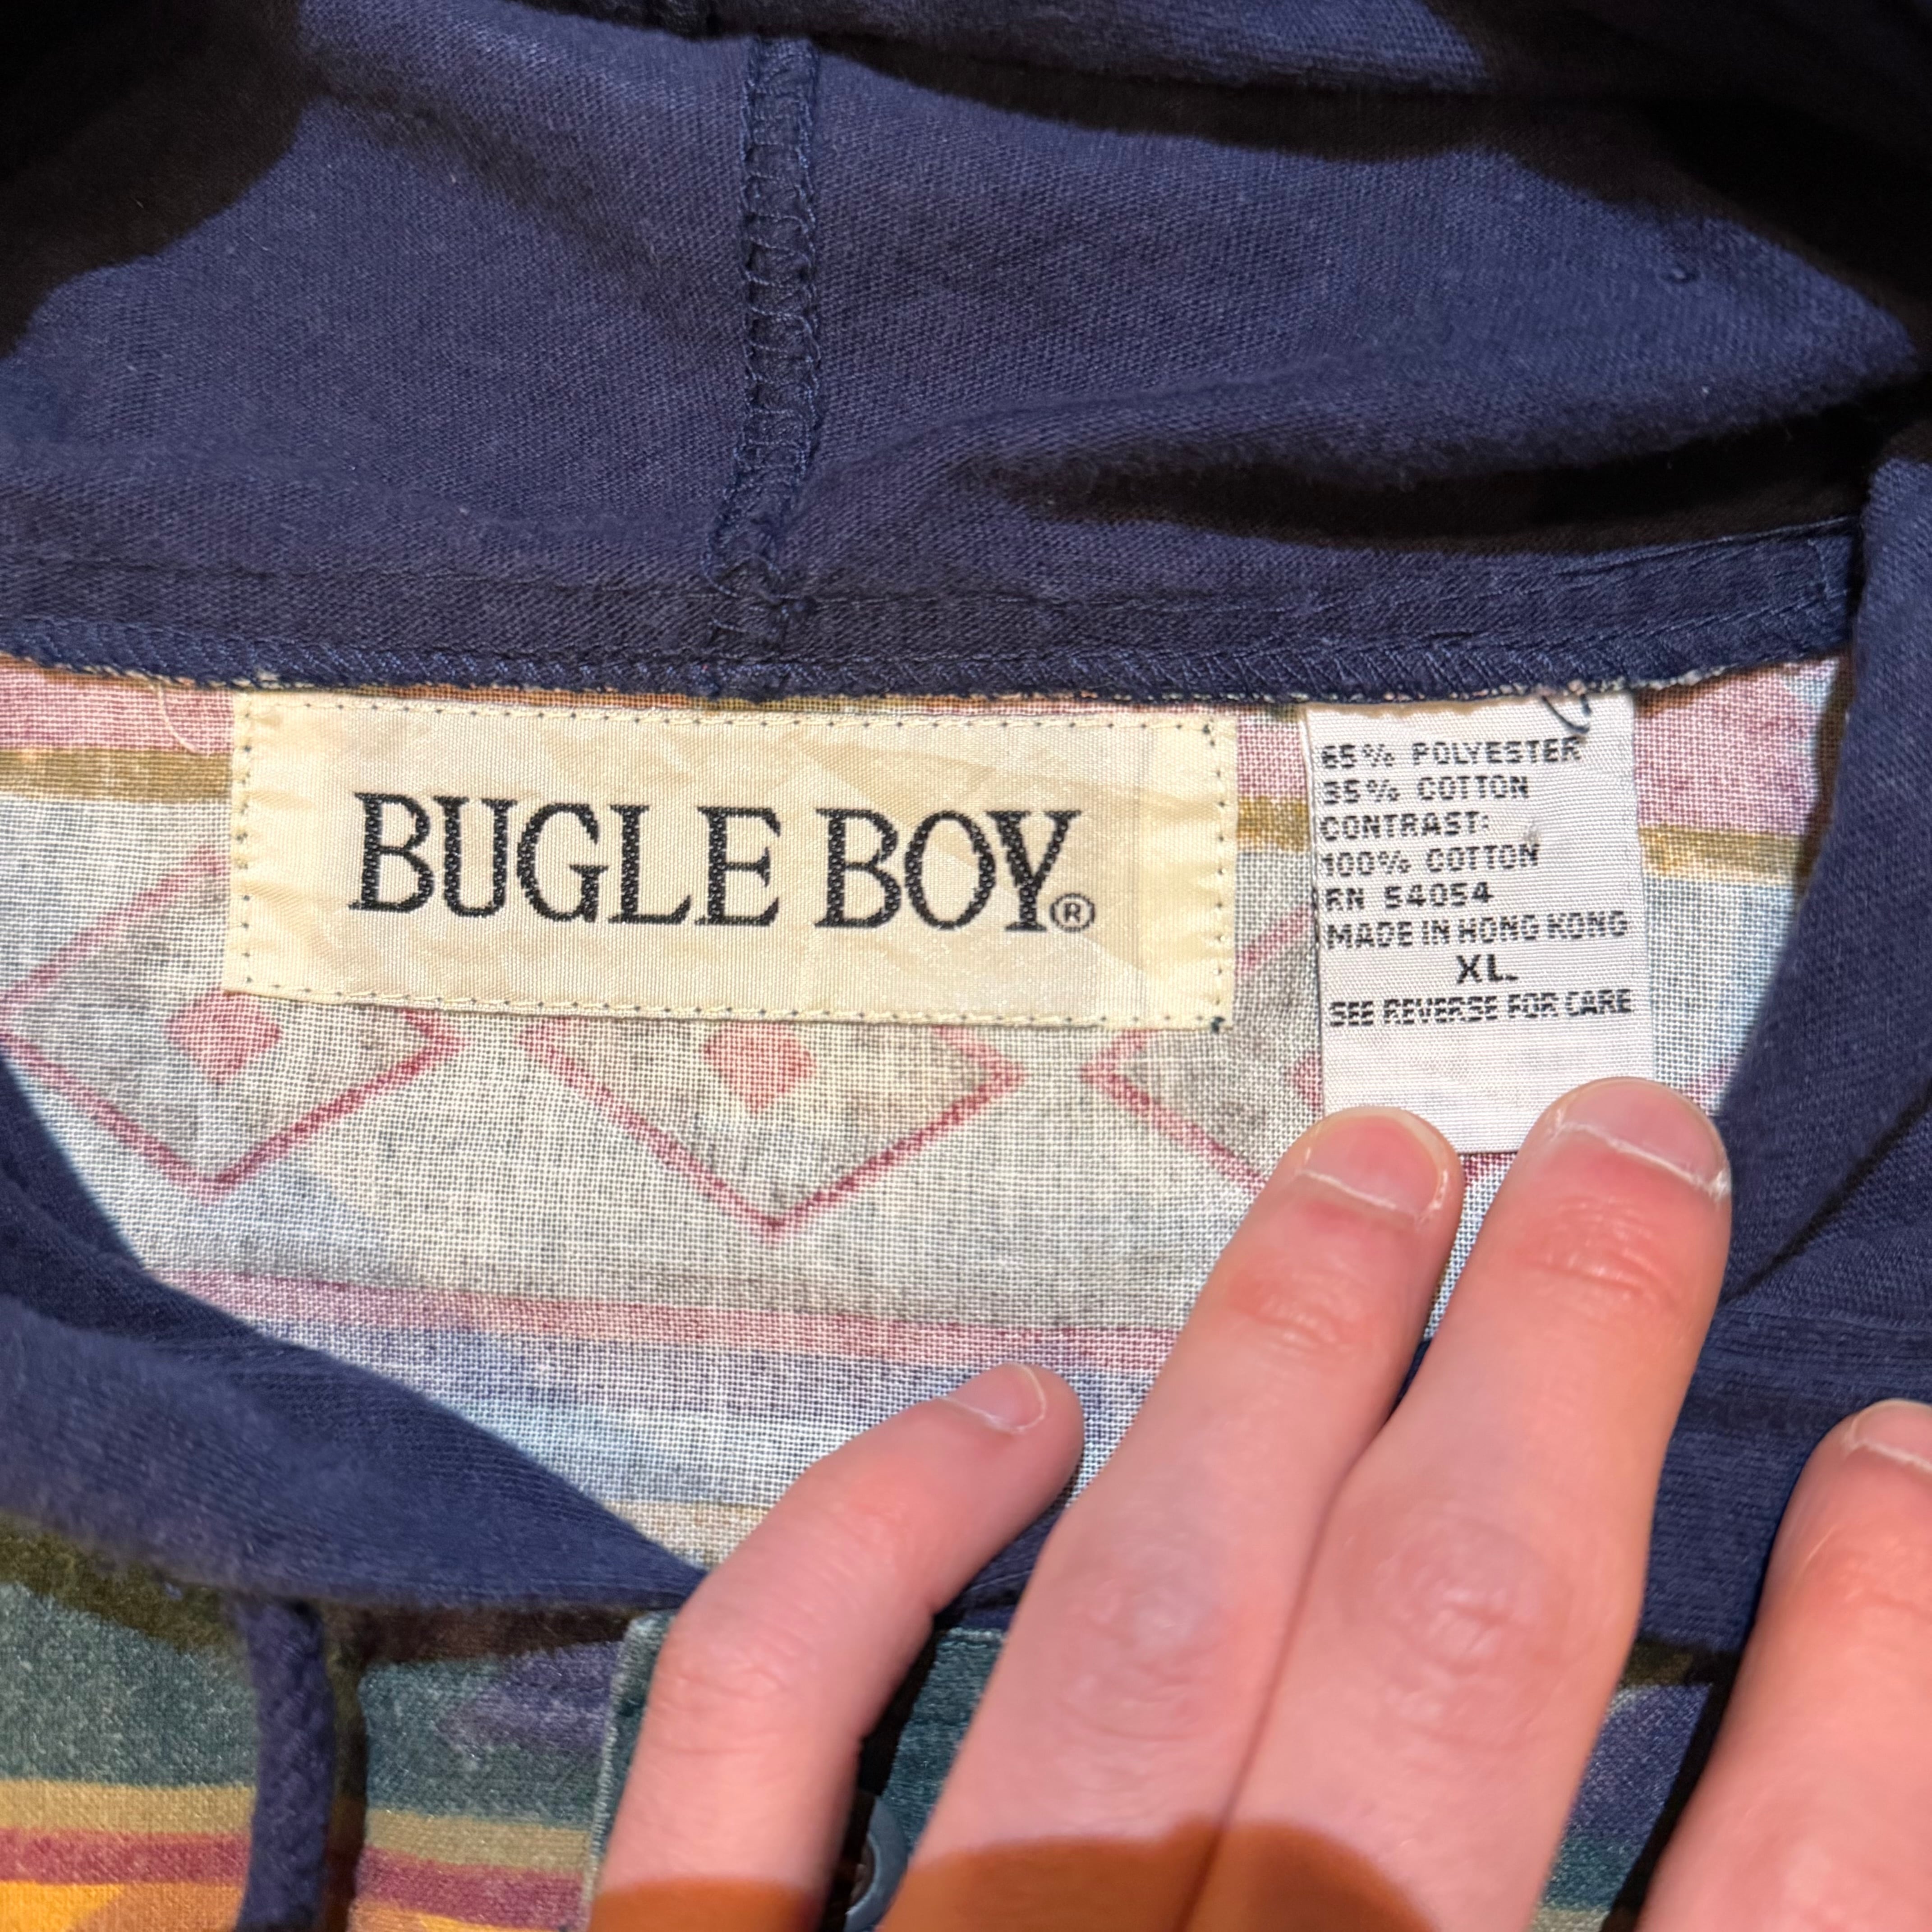 BUGLE BOY®
65% POLYESTER
35% COTTON
CONTRAST:
100% COTTON
RN 54054
MADE IN HONG KONG
XL
SEE REVERSE FOR CARE